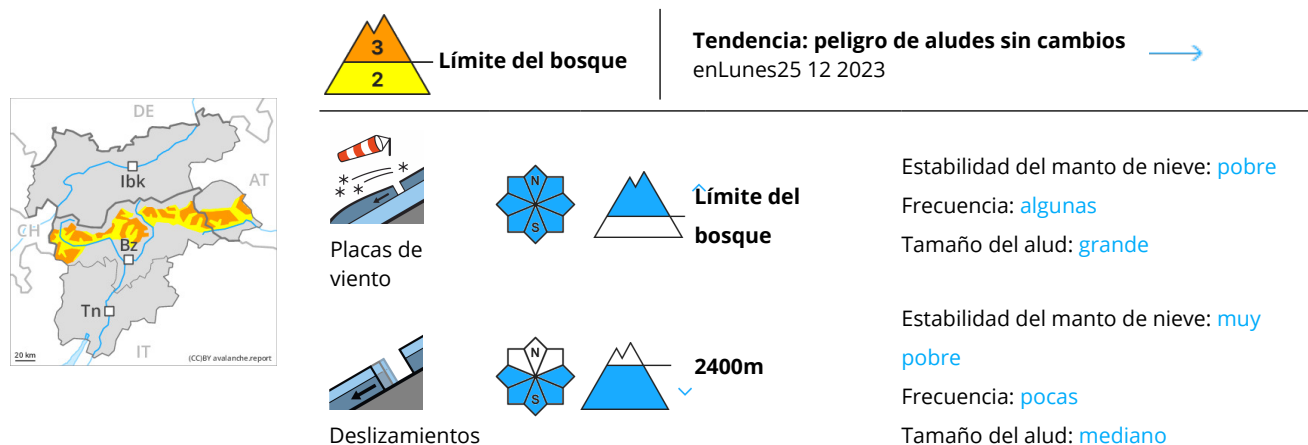 3
2
Límite del bosque
Tendencia: peligro de aludes sin cambios
enLunes25 12 2023
DE
Ibk
AT
CH
Bz
Tn
IT
20 km
(CC)BY avalanche.report
Placas de
viento
N
S
Límite del
bosque
Estabilidad del manto de nieve: pobre
Frecuencia: algunas
Tamaño del alud: grande
Deslizamientos
N
S
2400m
Estabilidad del manto de nieve: muy
pobre
Frecuencia: pocas
Tamaño del alud: mediano